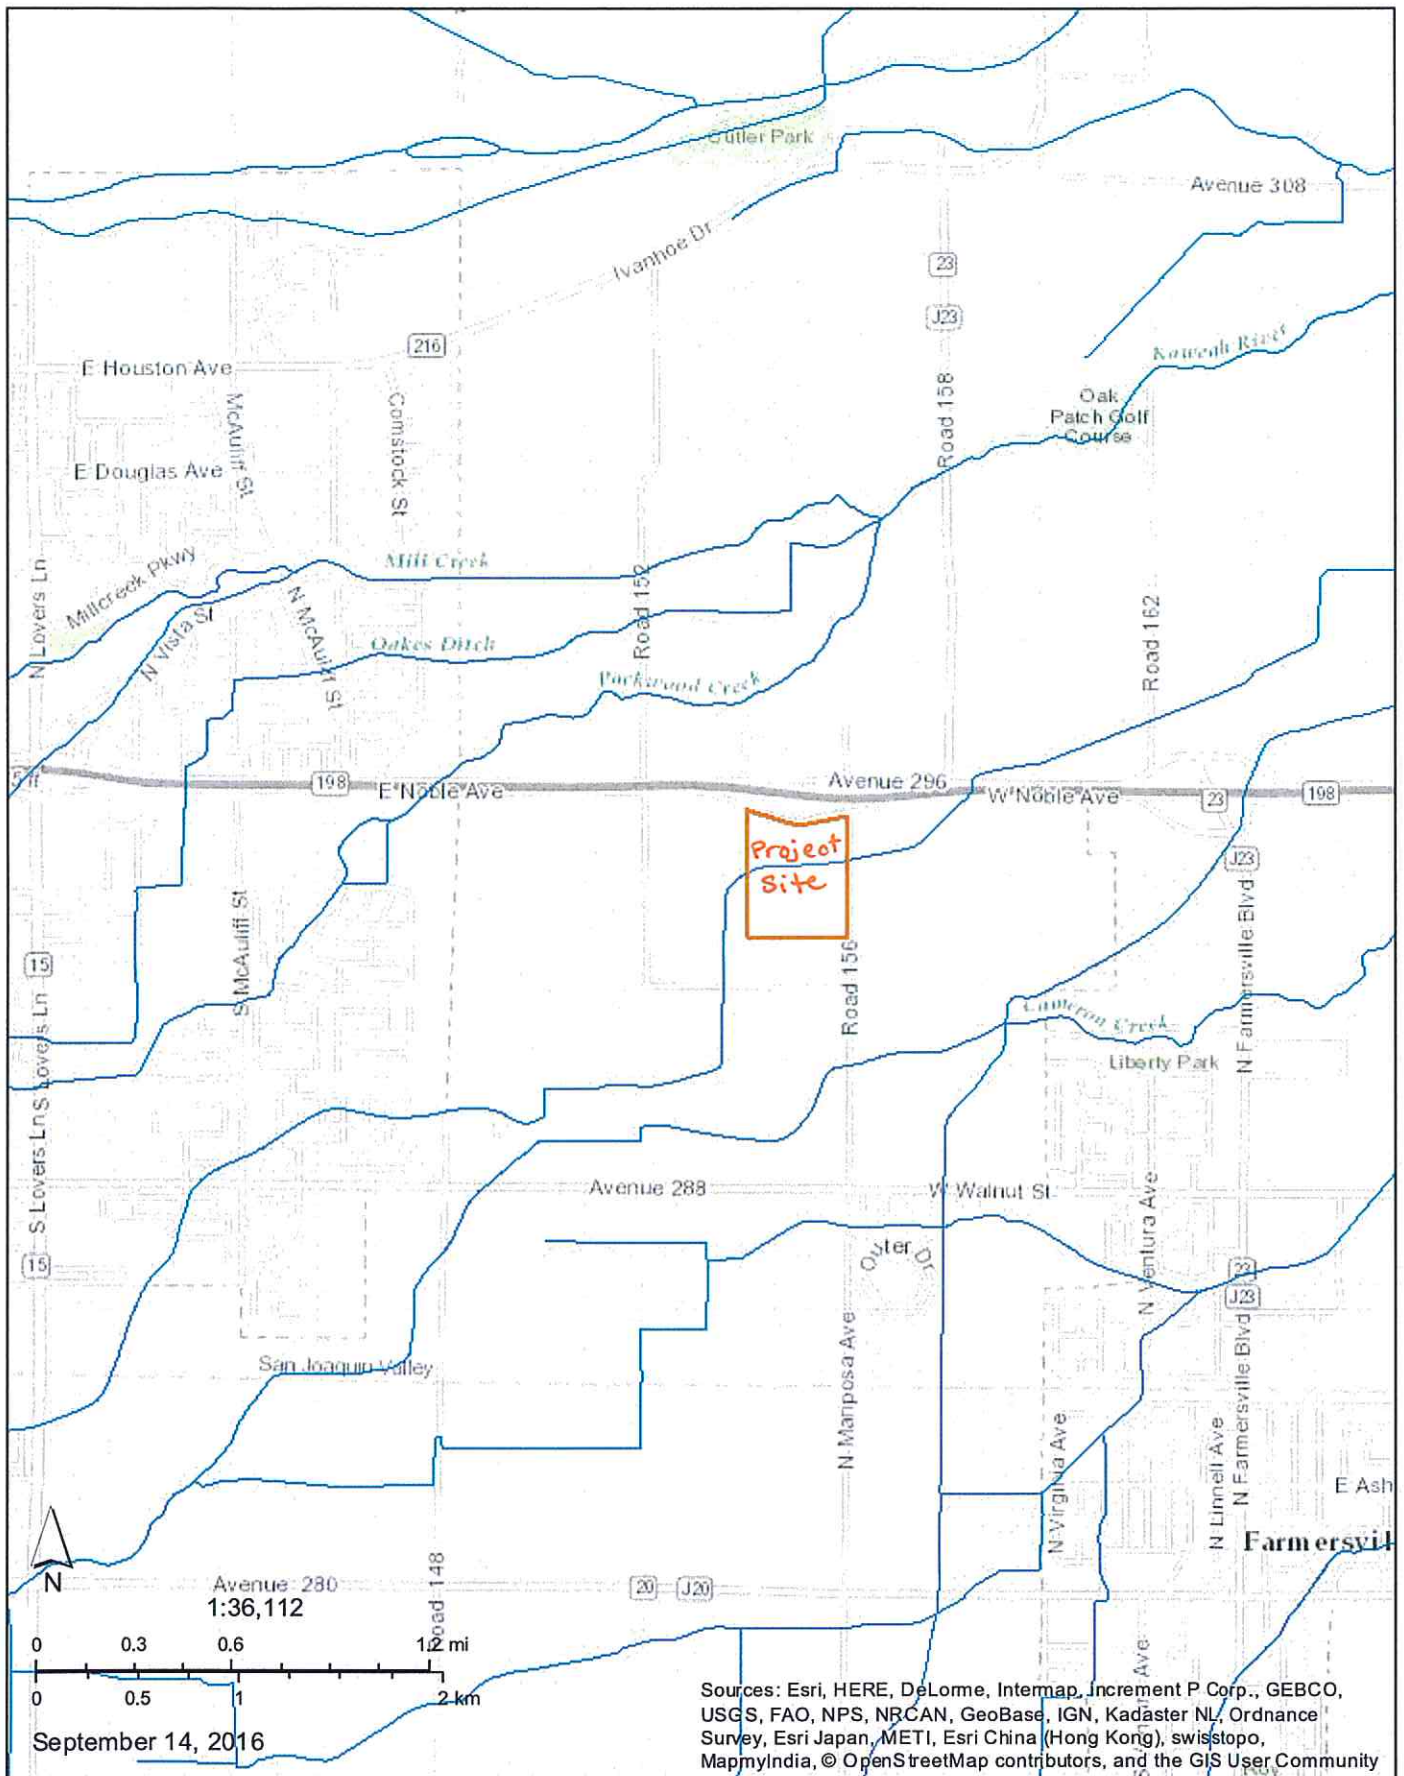 Cutler Park
Avenue 308
Ivanhoe Dr
23
J23
216
Kaweah River
E Houston Ave
McAuliff St
Comstock St
Road 158
Oak
Patch Golf
Course
E Douglas Ave
Mill Creek
Millcreek Pkwy
N Lovers Ln
N Vista St
N McAuliff St
Road 152
Road 162
Oakes Ditch
Packwood Creek
198
E Noble Ave
Avenue 296
W Noble Ave
23
198
Project
Site
J23
S McAuliff St
15
N Farmersville Blvd
Road 156
Cameron Creek
Liberty Park
S Lovers Ln
S Lovers Ln
Avenue 288
W Walnut St
N Ventura Ave
Outer Dr
15
23
J23
San Joaquin Valley
N Mariposa Ave
N Virginia Ave
N Linnell Ave
N Farmersville Blvd
E Ash
Farmersvil
N
Avenue 280
1:36,112
Road 148
20
J20
0 0.3 0.6 1.2 mi
0 0.5 1 2 km
September 14, 2016
Sources: Esri, HERE, DeLorme, Intermap, increment P Corp., GEBCO,
USGS, FAO, NPS, NRCAN, GeoBase, IGN, Kadaster NL, Ordnance
Survey, Esri Japan, METI, Esri China (Hong Kong), swisstopo,
MapmyIndia, © OpenStreetMap contributors, and the GIS User Community